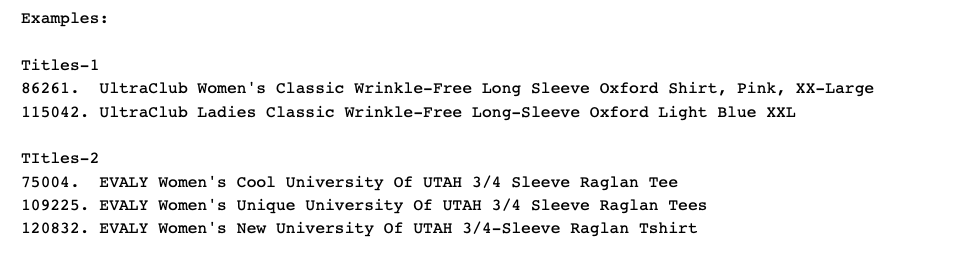 Examples:
Titles-1
86261.  UltraClub Women's Classic Wrinkle-Free Long Sleeve Oxford Shirt, Pink, XX-Large
115042. UltraClub Ladies Classic Wrinkle-Free Long-Sleeve Oxford Light Blue XXL
TItles-2
75004.  EVALY Women's Cool University Of UTAH 3/4 Sleeve Raglan Tee
109225. EVALY Women's Unique University Of UTAH 3/4 Sleeve Raglan Tees
120832. EVALY Women's New University Of UTAH 3/4-Sleeve Raglan Tshirt